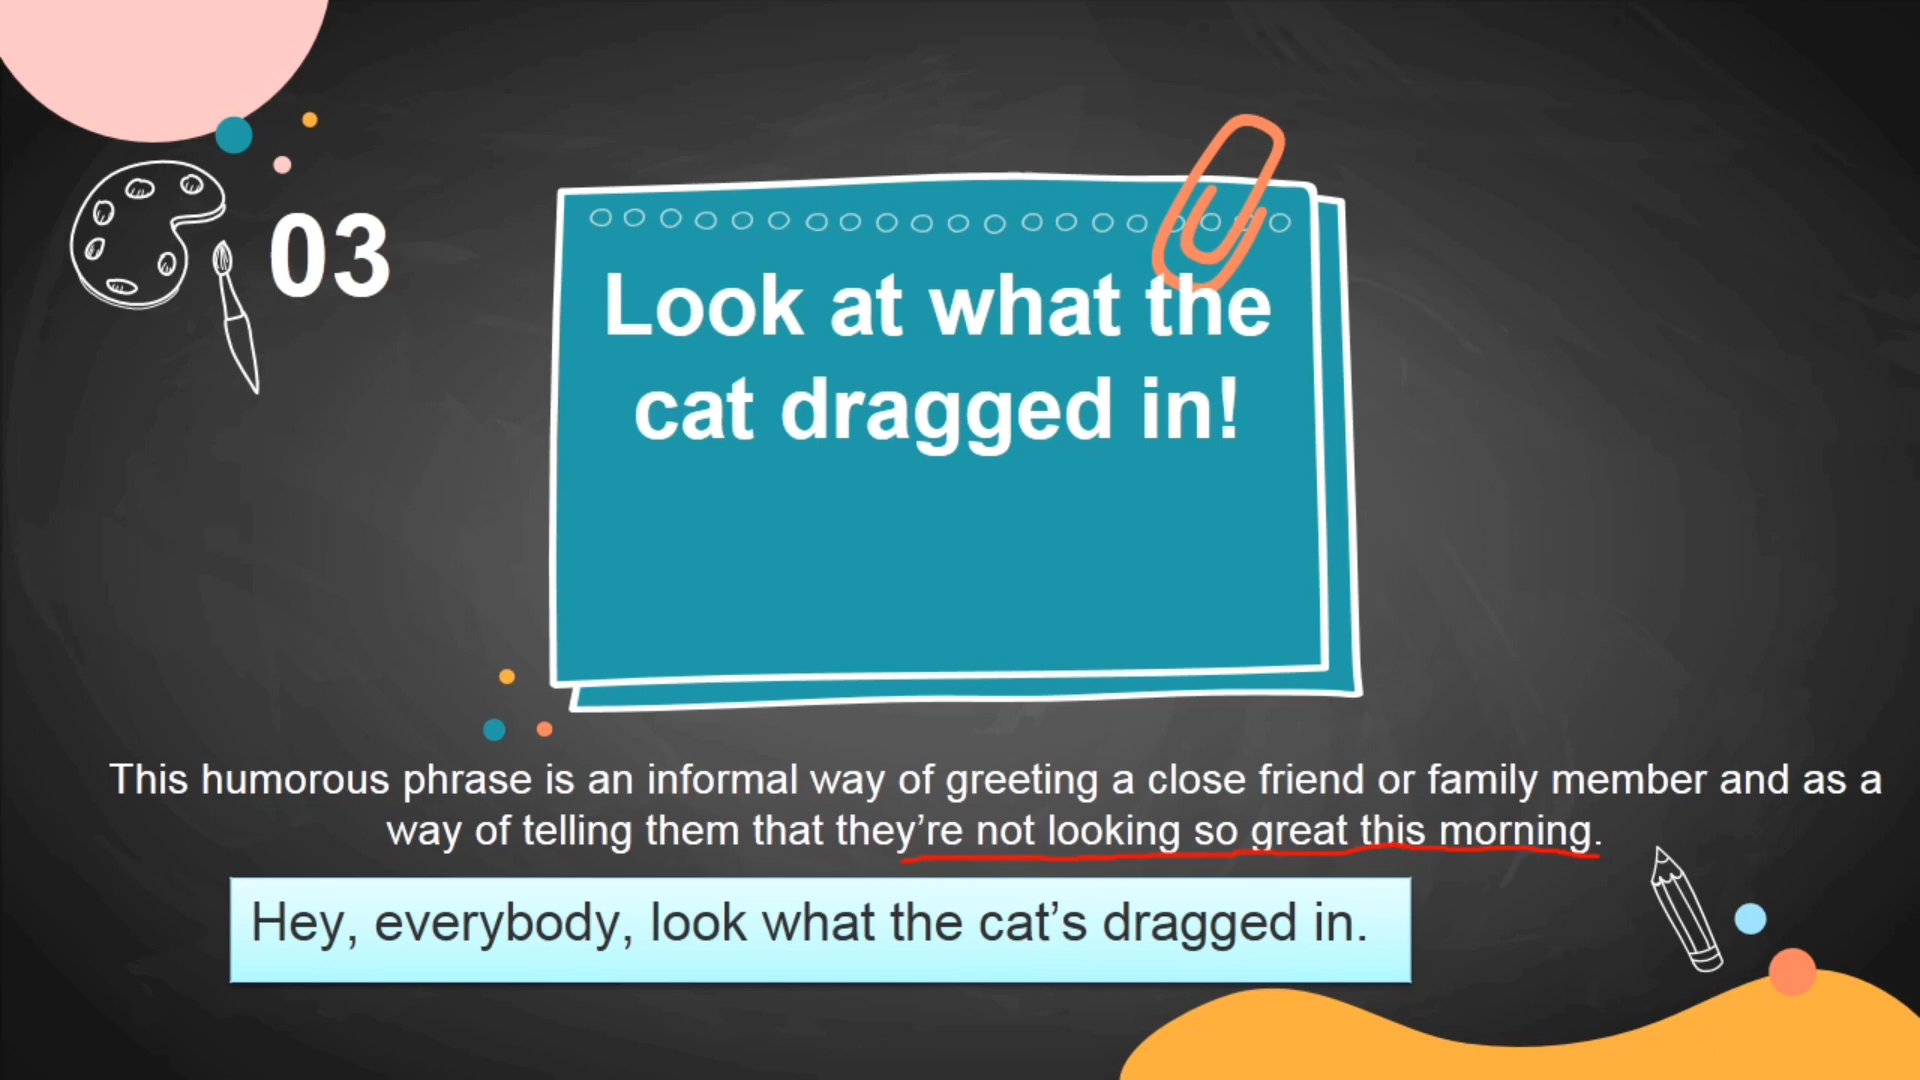 03
Look at what the
cat dragged in!
This humorous phrase is an informal way of greeting a close friend or family member and as a
way of telling them that they’re not looking so great this morning.
Hey, everybody, look what the cat’s dragged in.